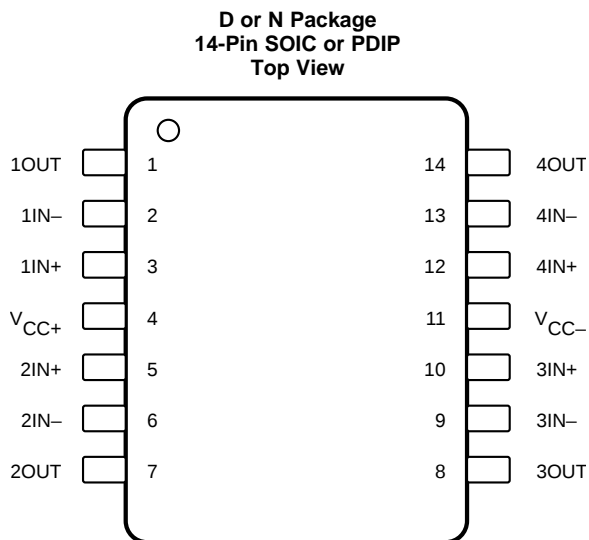 D or N Package
14-Pin SOIC or PDIP
Top View
1OUT 1 14 4OUT
1IN– 2 13 4IN–
1IN+ 3 12 4IN+
VCC+ 4 11 VCC–
2IN+ 5 10 3IN+
2IN– 6 9 3IN–
2OUT 7 8 3OUT